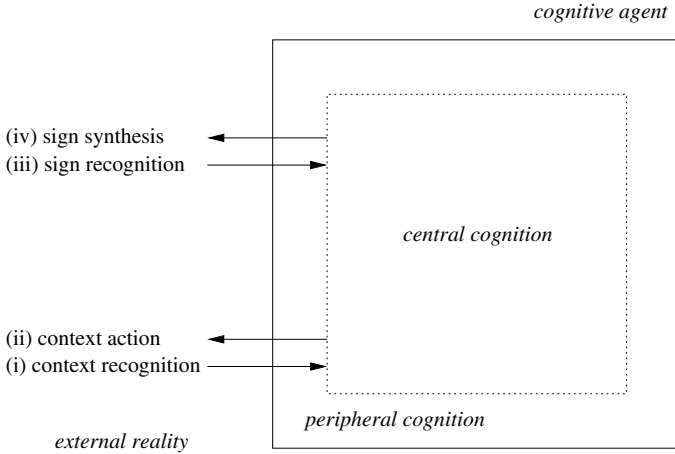 cognitive agent
(iv) sign synthesis
(iii) sign recognition
central cognition
(ii) context action
(i) context recognition
peripheral cognition
external reality